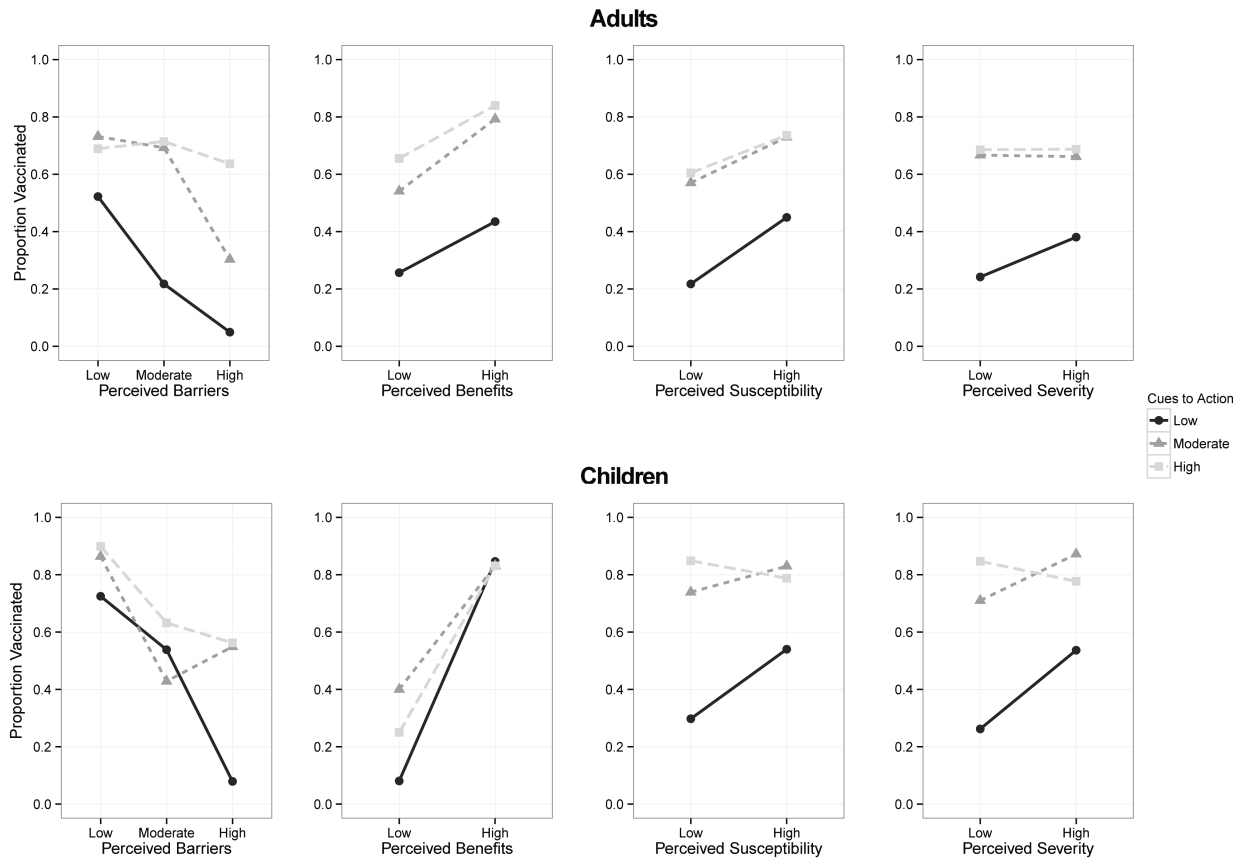 Adults
Proportion Vaccinated
1.0
0.8
0.6
0.4
0.2
0.0
Low Moderate High
Perceived Barriers
1.0
0.8
0.6
0.4
0.2
0.0
Low High
Perceived Benefits
1.0
0.8
0.6
0.4
0.2
0.0
Low High
Perceived Susceptibility
1.0
0.8
0.6
0.4
0.2
0.0
Low High
Perceived Severity
Cues to Action
Low
Moderate
High
Children
Proportion Vaccinated
1.0
0.8
0.6
0.4
0.2
0.0
Low Moderate High
Perceived Barriers
1.0
0.8
0.6
0.4
0.2
0.0
Low High
Perceived Benefits
1.0
0.8
0.6
0.4
0.2
0.0
Low High
Perceived Susceptibility
1.0
0.8
0.6
0.4
0.2
0.0
Low High
Perceived Severity